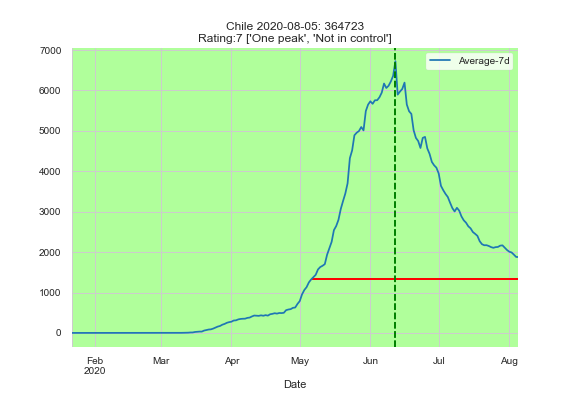 Chile 2020-08-05: 364723
Rating:7 ['One peak', 'Not in control']
7000
Average-7d
6000
5000
4000
3000
2000
1000
0
Feb Mar Apr May Jun Jul Aug
2020
Date